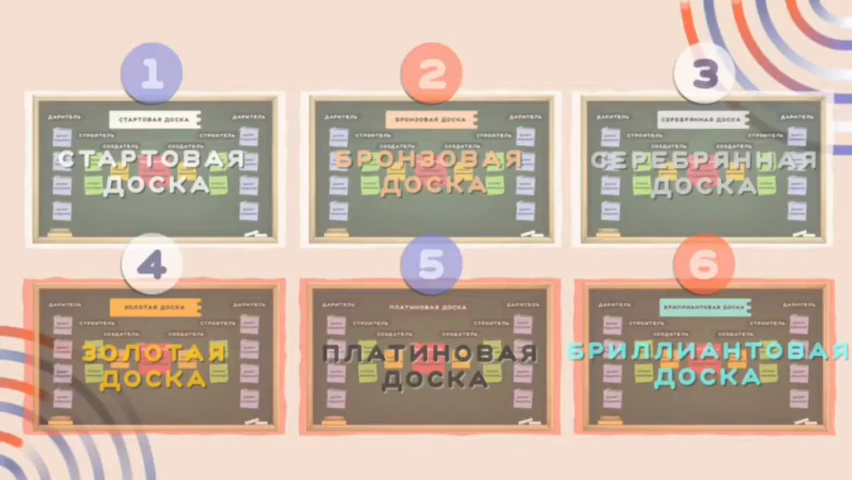 1
2
3
ДАРИТЕЛЬ
СТАРТОВАЯ ДОСКА
ДАРИТЕЛЬ
СТРОИТЕЛЬ
СТРОИТЕЛЬ
СОЗДАТЕЛЬ
СОЗДАТЕЛЬ
СТАРТОВАЯ
ДОСКА
ДАРИТЕЛЬ
БРОНЗОВАЯ ДОСКА
ДАРИТЕЛЬ
СТРОИТЕЛЬ
СТРОИТЕЛЬ
СОЗДАТЕЛЬ
СОЗДАТЕЛЬ
БРОНЗОВАЯ
ДОСКА
ДАРИТЕЛЬ
СЕРЕБРЯННАЯ ДОСКА
ДАРИТЕЛЬ
СТРОИТЕЛЬ
СТРОИТЕЛЬ
СОЗДАТЕЛЬ
СОЗДАТЕЛЬ
СЕРЕБРЯННАЯ
ДОСКА
4
5
6
ДАРИТЕЛЬ
ЗОЛОТАЯ ДОСКА
ДАРИТЕЛЬ
СТРОИТЕЛЬ
СТРОИТЕЛЬ
СОЗДАТЕЛЬ
СОЗДАТЕЛЬ
ЗОЛОТАЯ
ДОСКА
ДАРИТЕЛЬ
ПЛАТИНОВАЯ ДОСКА
ДАРИТЕЛЬ
СТРОИТЕЛЬ
СТРОИТЕЛЬ
СОЗДАТЕЛЬ
СОЗДАТЕЛЬ
ПЛАТИНОВАЯ
ДОСКА
ДАРИТЕЛЬ
БРИЛЛИАНТОВАЯ ДОСКА
ДАРИТЕЛЬ
СТРОИТЕЛЬ
СТРОИТЕЛЬ
СОЗДАТЕЛЬ
СОЗДАТЕЛЬ
БРИЛЛИАНТОВАЯ
ДОСКА